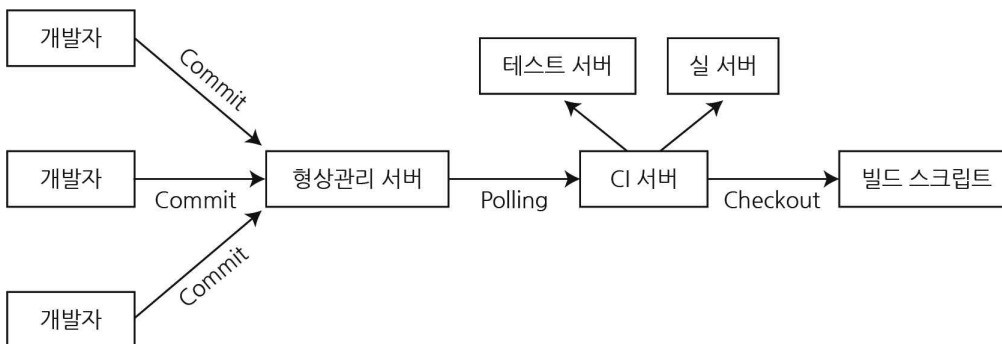 개발자
Commit
테스트 서버
실 서버
개발자
Commit
형상관리 서버
Polling
CI 서버
Checkout
빌드 스크립트
Commit
개발자